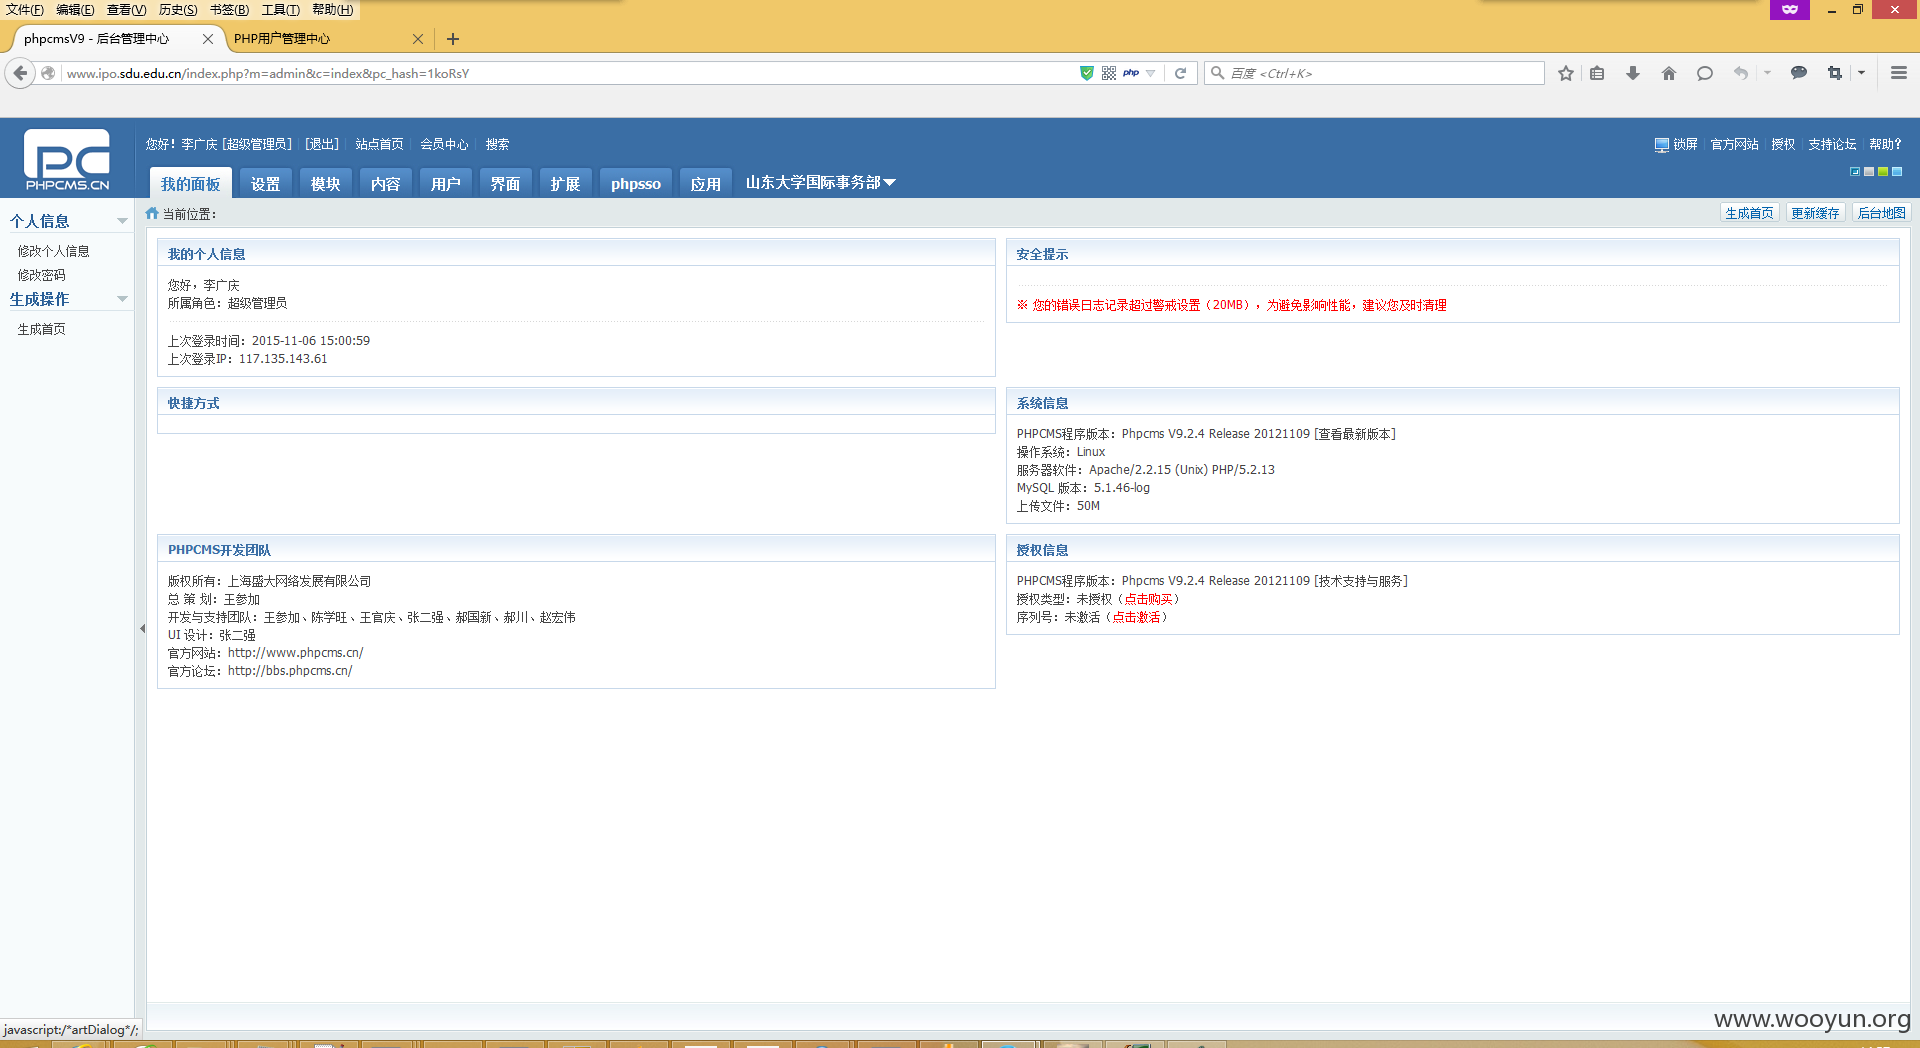 文件(F) 编辑(E) 查看(V) 历史(S) 书签(B) 工具(T) 帮助(H)
phpcmsV9 - 后台管理中心
PHP用户管理中心
www.ipo.sdu.edu.cn/index.php?m=admin&c=index&pc_hash=1koRsY
php
百度 <Ctrl+K>
PHPCMS.CN
您好！李广庆 [超级管理员] [退出] 站点首页 会员中心 搜索
锁屏 官方网站 授权 支持论坛 帮助?
我的面板 设置 模块 内容 用户 界面 扩展 phpsso 应用 山东大学国际事务部
个人信息
修改个人信息
修改密码
生成操作
生成首页
当前位置：
生成首页 更新缓存 后台地图
我的个人信息
您好，李广庆
所属角色：超级管理员
上次登录时间：2015-11-06 15:00:59
上次登录IP：117.135.143.61
安全提示
※ 您的错误日志记录超过警戒设置（20MB），为避免影响性能，建议您及时清理
快捷方式
系统信息
PHPCMS程序版本：Phpcms V9.2.4 Release 20121109 [查看最新版本]
操作系统：Linux
服务器软件：Apache/2.2.15 (Unix) PHP/5.2.13
MySQL 版本：5.1.46-log
上传文件：50M
PHPCMS开发团队
版权所有：上海盛大网络发展有限公司
总 策 划：王参加
开发与支持团队：王参加、陈学旺、王官庆、张二强、郝国新、郝川、赵宏伟
UI 设计：张二强
官方网站：http://www.phpcms.cn/
官方论坛：http://bbs.phpcms.cn/
授权信息
PHPCMS程序版本：Phpcms V9.2.4 Release 20121109 [技术支持与服务]
授权类型：未授权（点击购买）
序列号：未激活（点击激活）
javascript:/*artDialog*/;
www.wooyun.org